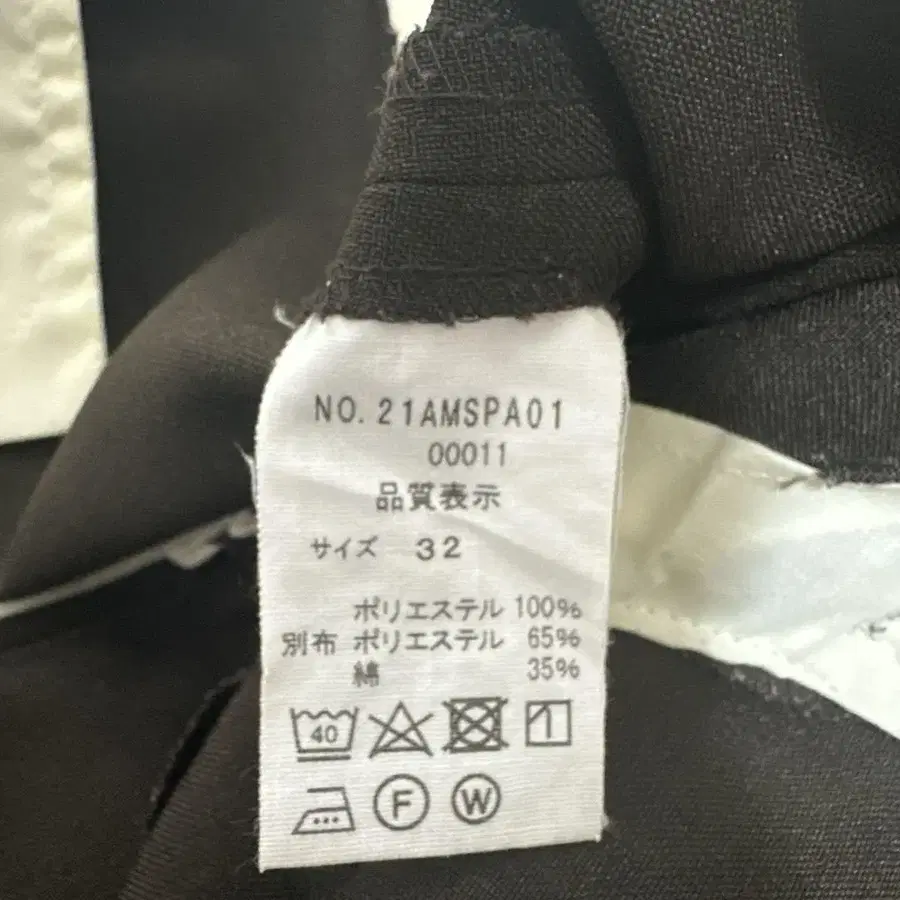 NO.21AMSPA01
00011
品質表示
サイズ 32
ポリエステル 100%
別布 ポリエステル 65%
綿 35%
40
F W